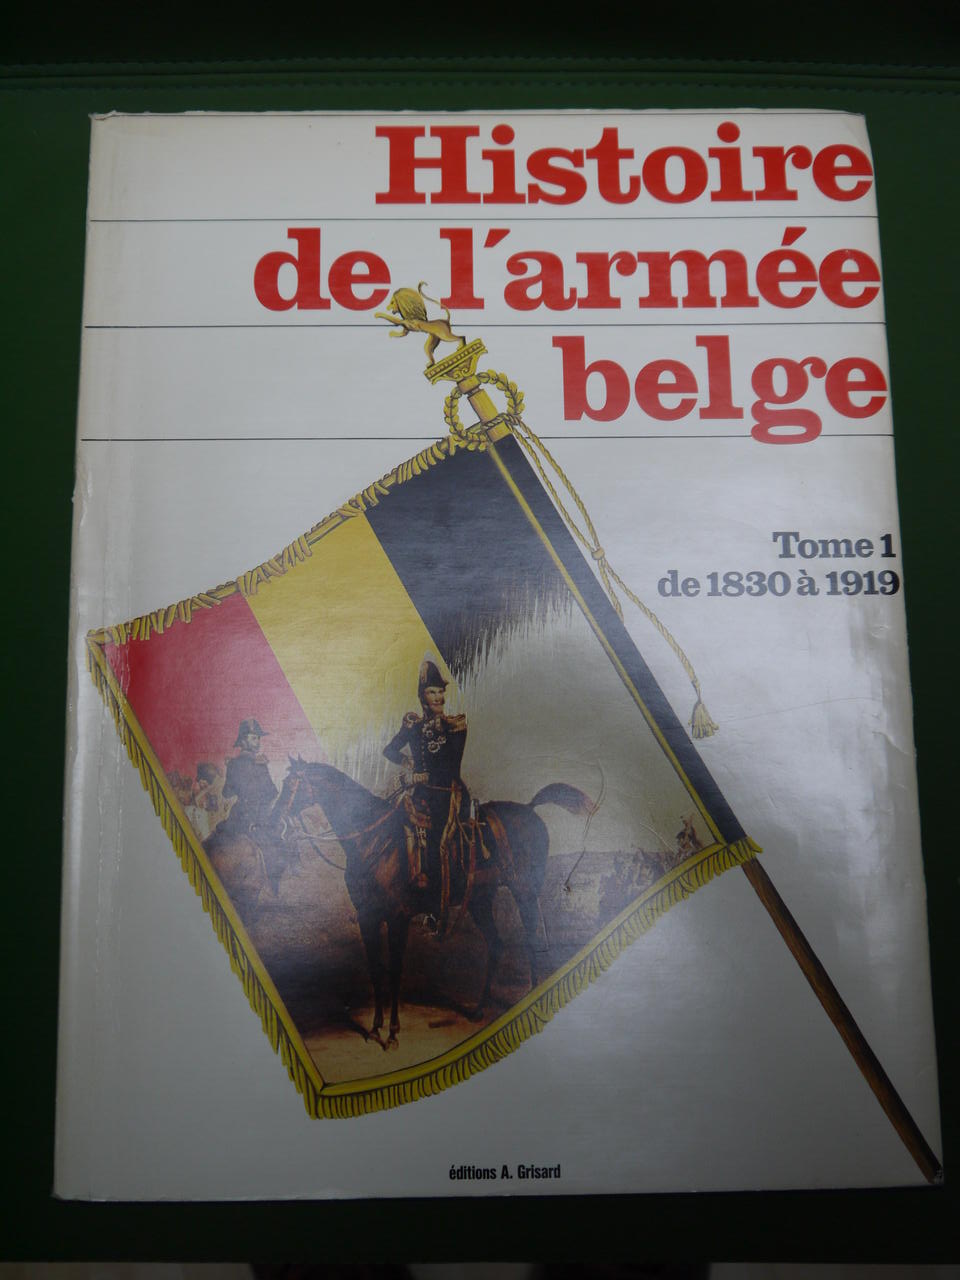 Histoire
de l'armée
belge
Tome 1
de 1830 à 1919
éditions A. Grisard